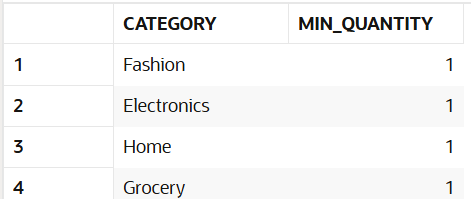 CATEGORY MIN_QUANTITY
1 Fashion 1
2 Electronics 1
3 Home 1
4 Grocery 1